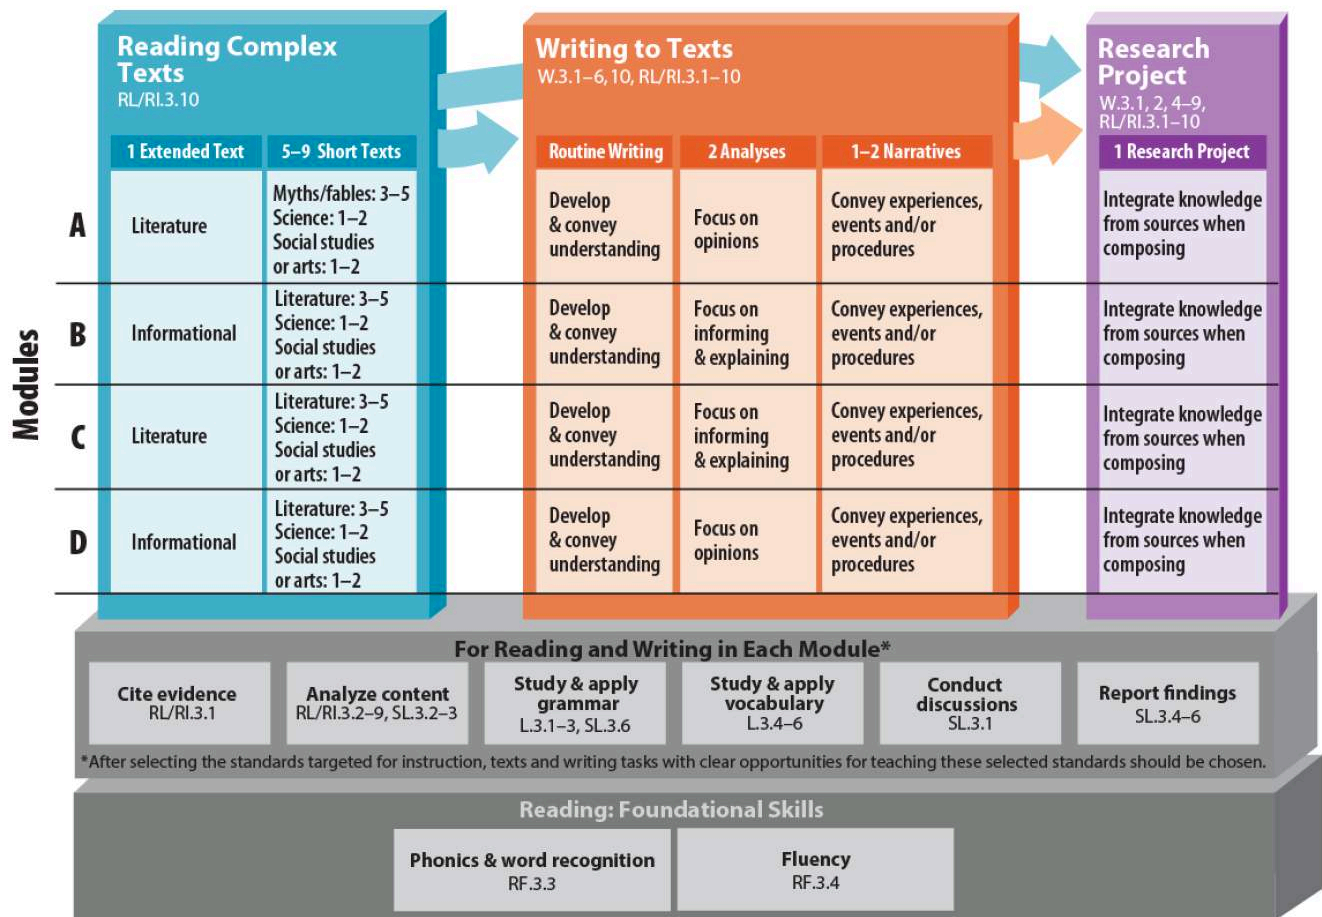 Reading Complex
Texts
RL/RI.3.10
Writing to Texts
W.3.1–6, 10, RL/RI.3.1–10
Research
Project
W.3.1, 2, 4–9,
RL/RI.3.1–10
1 Extended Text
5–9 Short Texts
Routine Writing
2 Analyses
1–2 Narratives
1 Research Project
Modules
A
Literature
Myths/fables: 3–5
Science: 1–2
Social studies
or arts: 1–2
Develop
& convey
understanding
Focus on
opinions
Convey experiences,
events and/or
procedures
Integrate knowledge
from sources when
composing
B
Informational
Literature: 3–5
Science: 1–2
Social studies
or arts: 1–2
Develop
& convey
understanding
Focus on
informing
& explaining
Convey experiences,
events and/or
procedures
Integrate knowledge
from sources when
composing
C
Literature
Literature: 3–5
Science: 1–2
Social studies
or arts: 1–2
Develop
& convey
understanding
Focus on
informing
& explaining
Convey experiences,
events and/or
procedures
Integrate knowledge
from sources when
composing
D
Informational
Literature: 3–5
Science: 1–2
Social studies
or arts: 1–2
Develop
& convey
understanding
Focus on
opinions
Convey experiences,
events and/or
procedures
Integrate knowledge
from sources when
composing
For Reading and Writing in Each Module*
Cite evidence
RL/RI.3.1
Analyze content
RL/RI.3.2–9, SL.3.2–3
Study & apply
grammar
L.3.1–3, SL.3.6
Study & apply
vocabulary
L.3.4–6
Conduct
discussions
SL.3.1
Report findings
SL.3.4–6
*After selecting the standards targeted for instruction, texts and writing tasks with clear opportunities for teaching these selected standards should be chosen.
Reading: Foundational Skills
Phonics & word recognition
RF.3.3
Fluency
RF.3.4